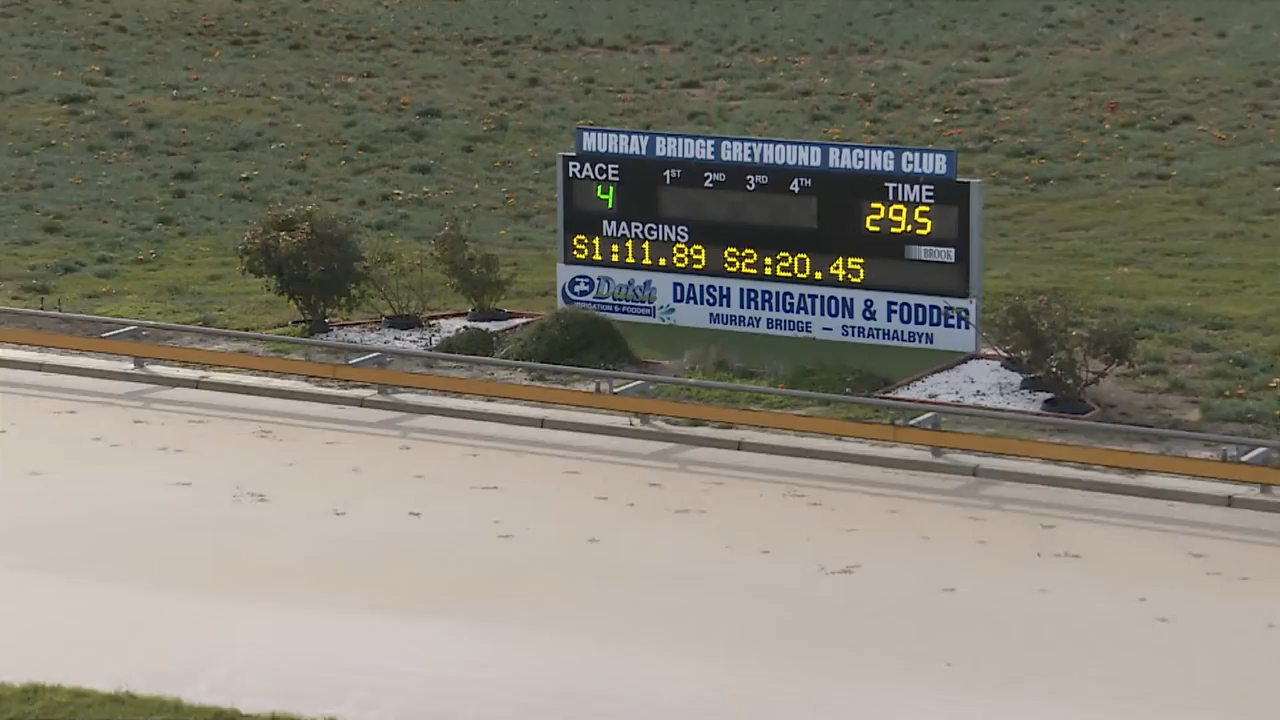 MURRAY BRIDGE GREYHOUND RACING CLUB
RACE 1ST 2ND 3RD 4TH TIME
4 29.5
MARGINS
S1:11.89 S2:20.45
BROOK
Daish DAISH IRRIGATION & FODDER
IRRIGATION & FODDER MURRAY BRIDGE — STRATHALBYN